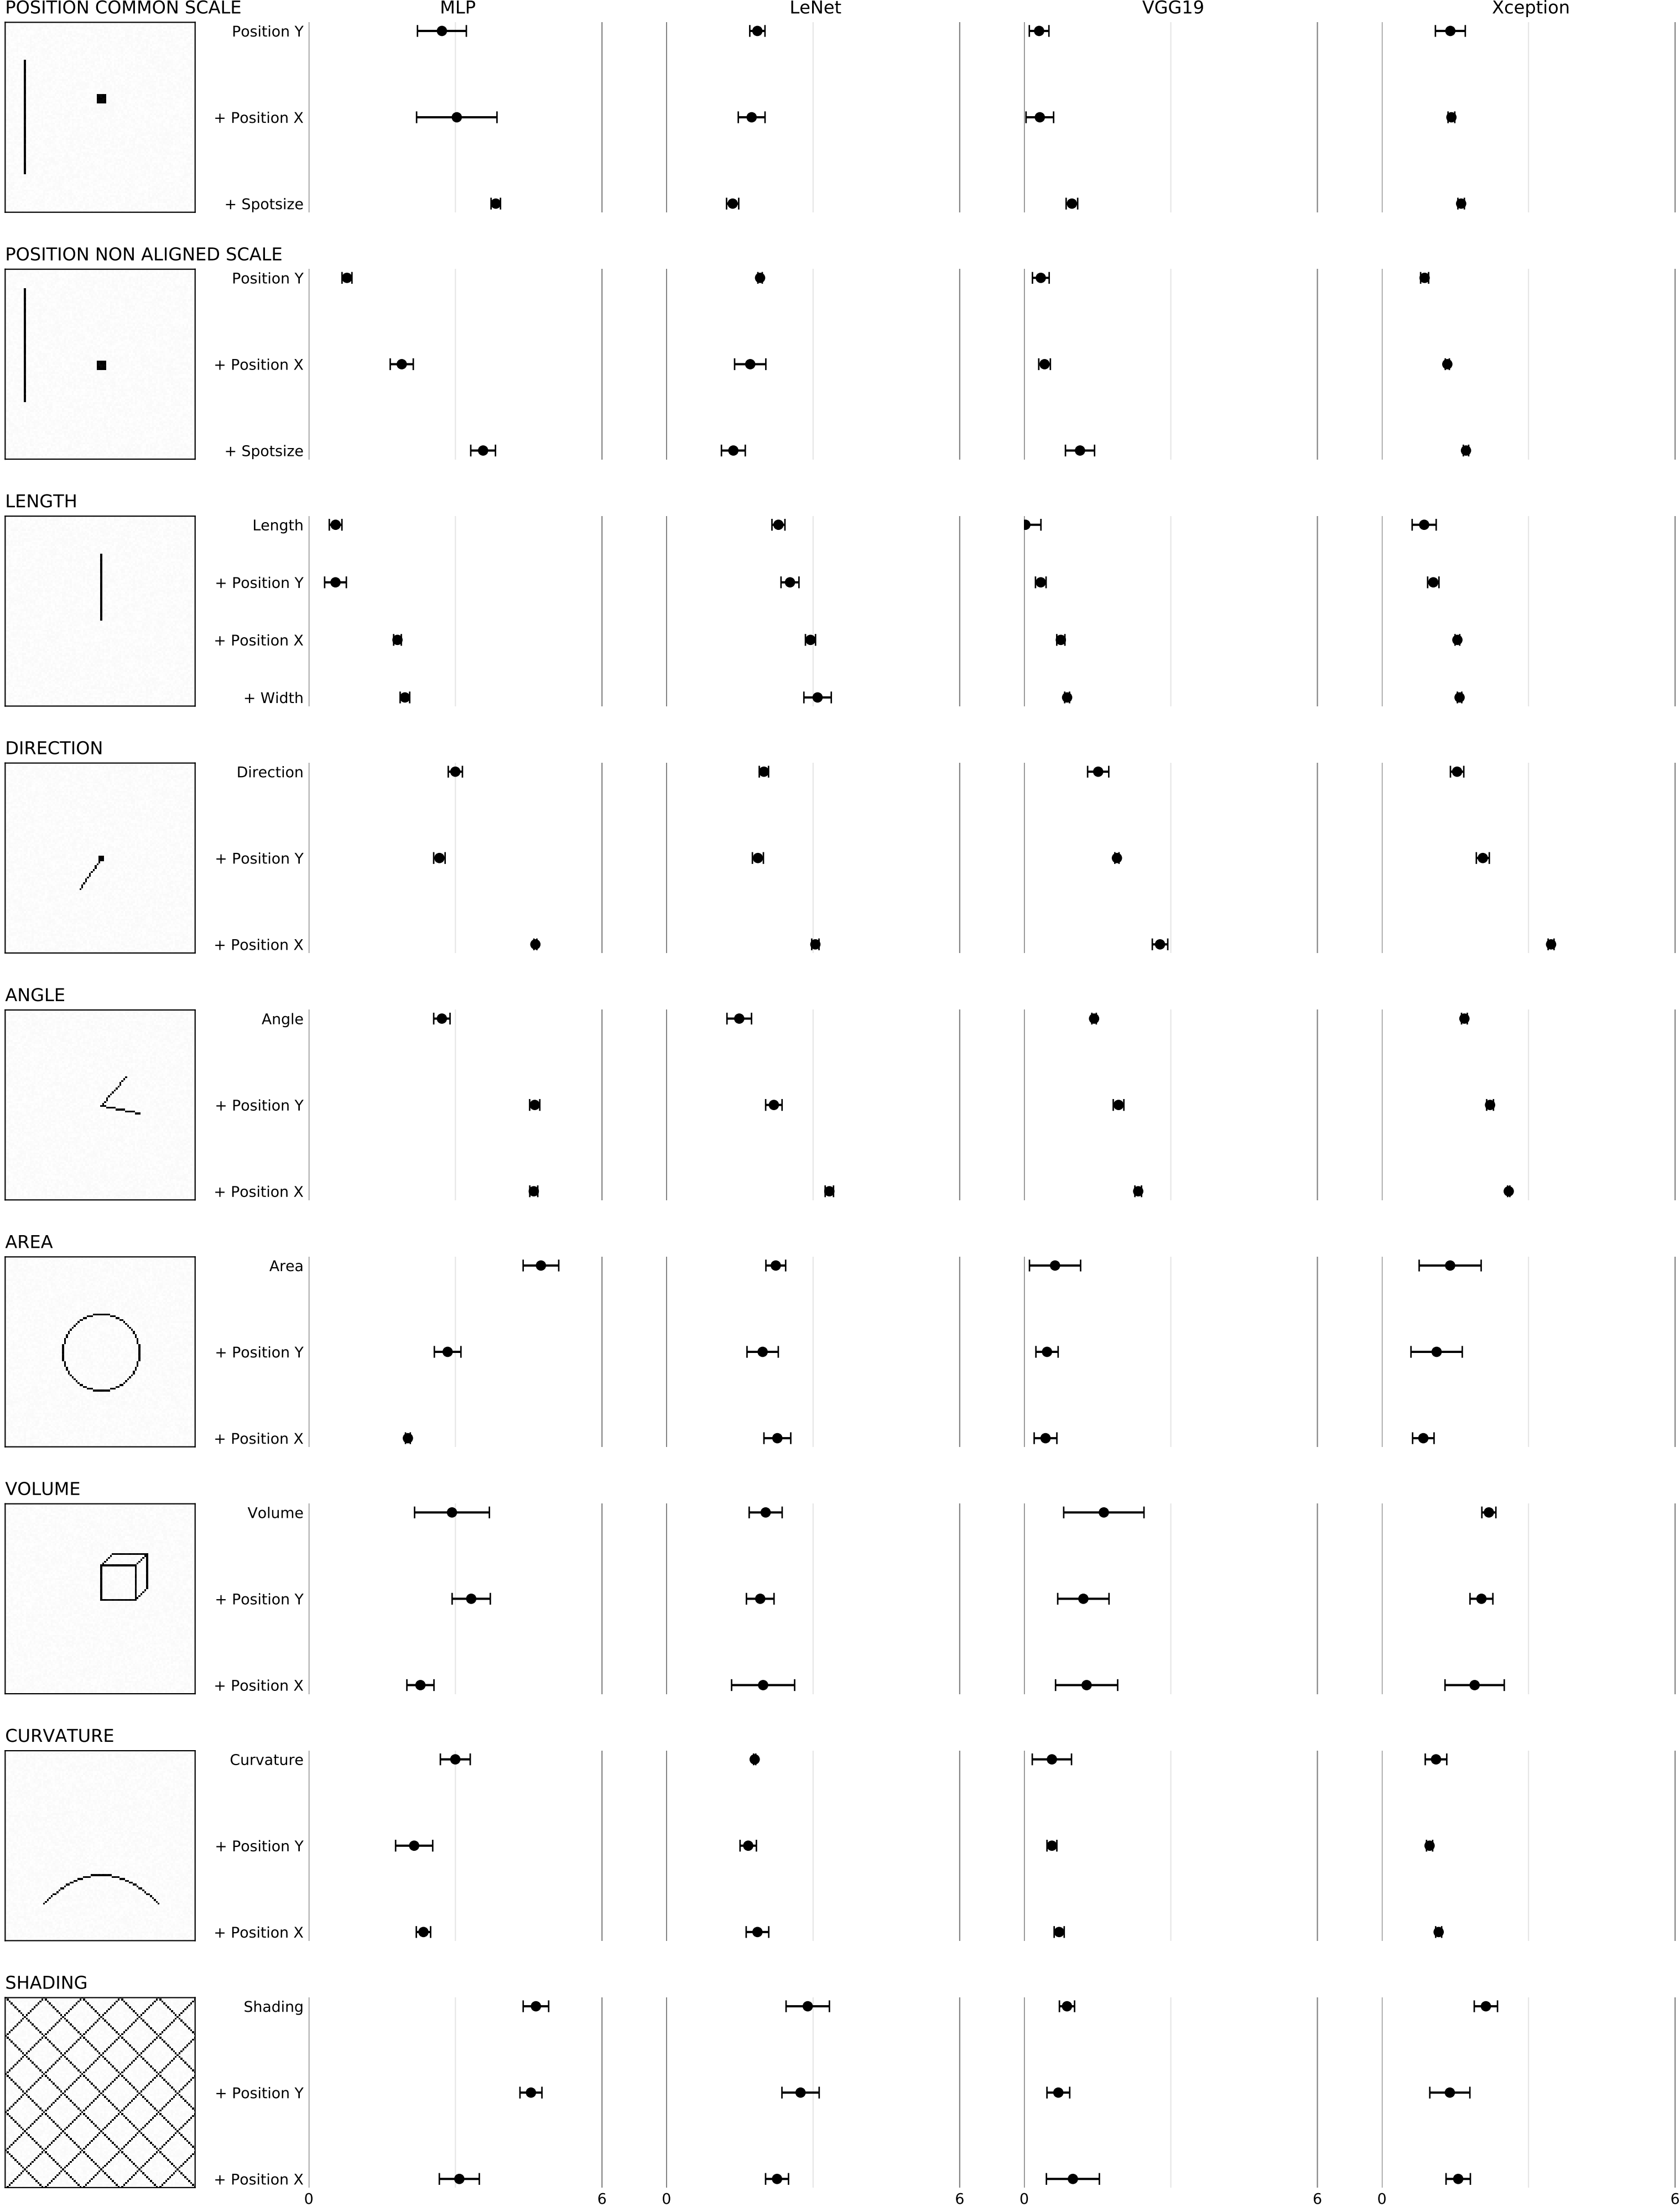 POSITION COMMON SCALE MLP LeNet VGG19 Xception
Position Y
+ Position X
+ Spotsize
POSITION NON ALIGNED SCALE
Position Y
+ Position X
+ Spotsize
LENGTH
Length
+ Position Y
+ Position X
+ Width
DIRECTION
Direction
+ Position Y
+ Position X
ANGLE
Angle
+ Position Y
+ Position X
AREA
Area
+ Position Y
+ Position X
VOLUME
Volume
+ Position Y
+ Position X
CURVATURE
Curvature
+ Position Y
+ Position X
SHADING
Shading
+ Position Y
+ Position X
0 6 0 6 0 6 0 6